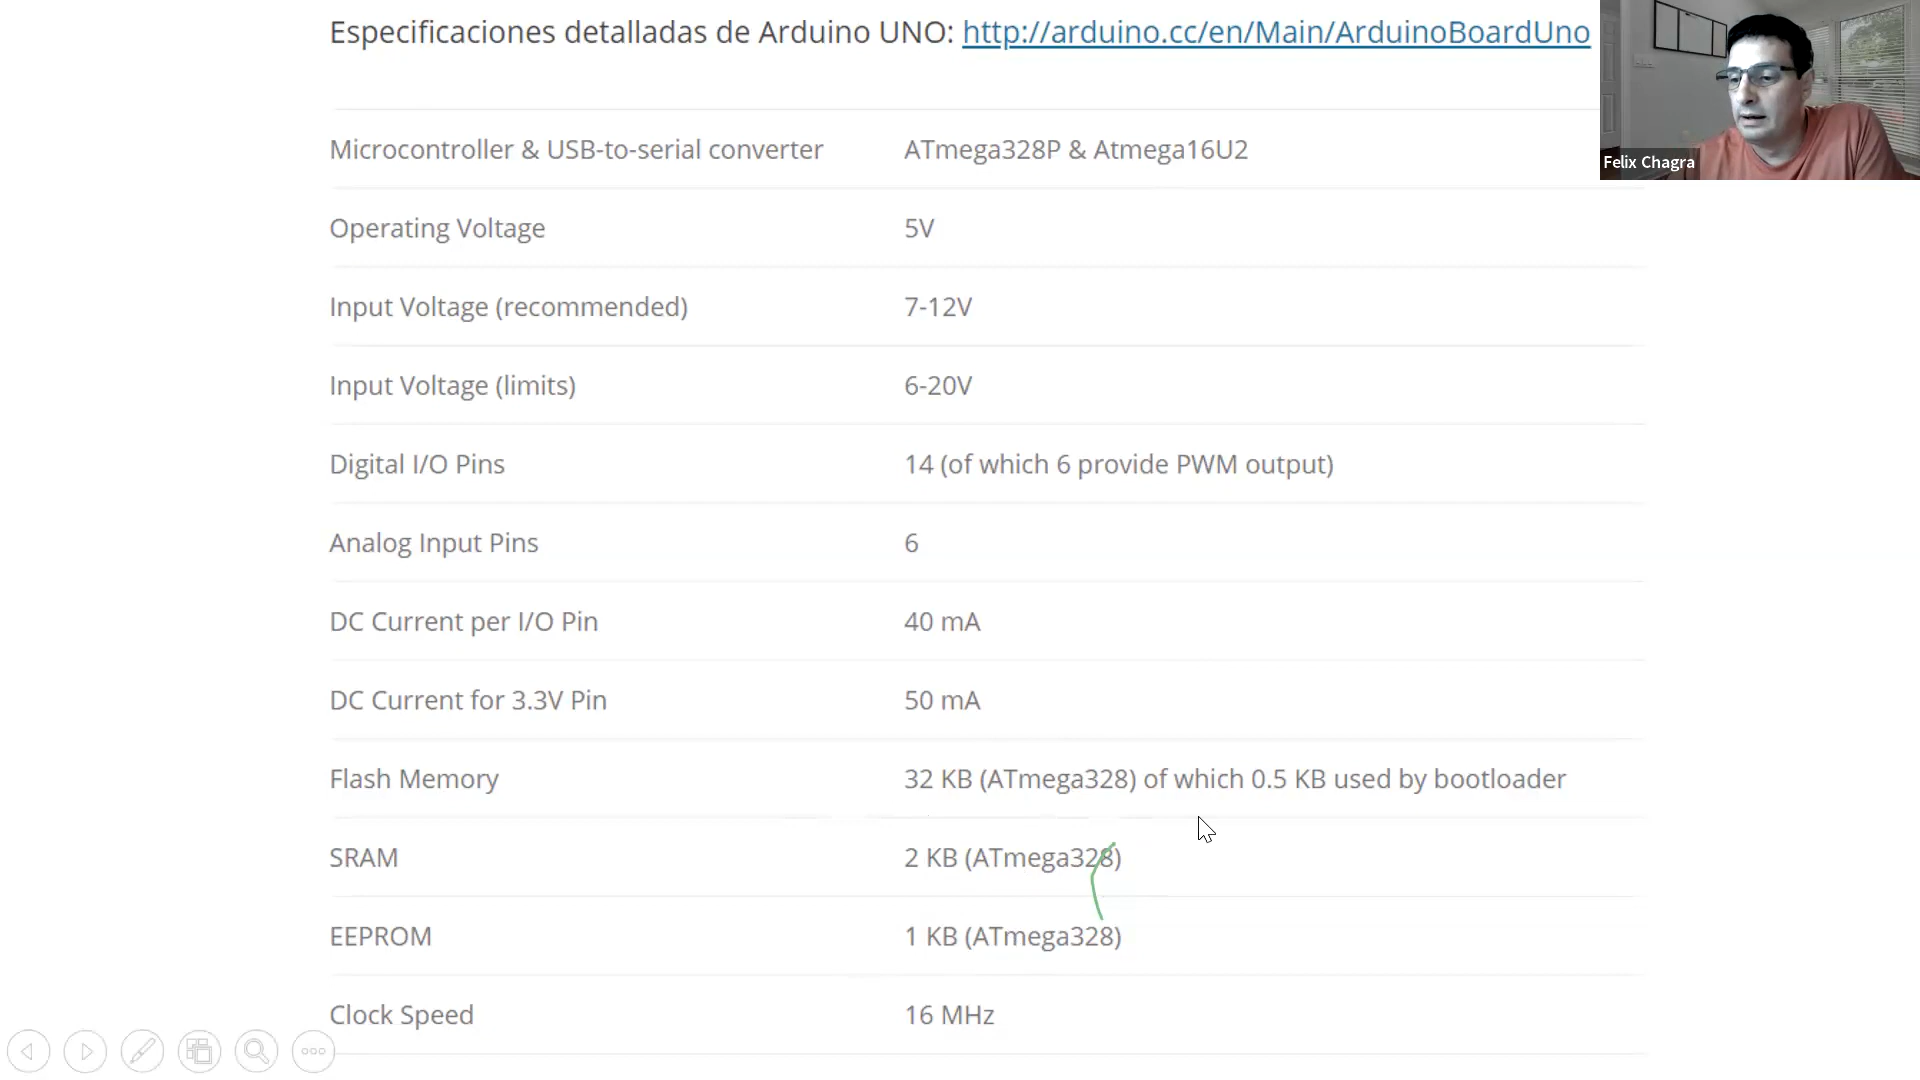 Especificaciones detalladas de Arduino UNO: http://arduino.cc/en/Main/ArduinoBoardUno
Felix Chagra
Microcontroller & USB-to-serial converter ATmega328P & Atmega16U2
Operating Voltage 5V
Input Voltage (recommended) 7-12V
Input Voltage (limits) 6-20V
Digital I/O Pins 14 (of which 6 provide PWM output)
Analog Input Pins 6
DC Current per I/O Pin 40 mA
DC Current for 3.3V Pin 50 mA
Flash Memory 32 KB (ATmega328) of which 0.5 KB used by bootloader
SRAM 2 KB (ATmega328)
EEPROM 1 KB (ATmega328)
Clock Speed 16 MHz